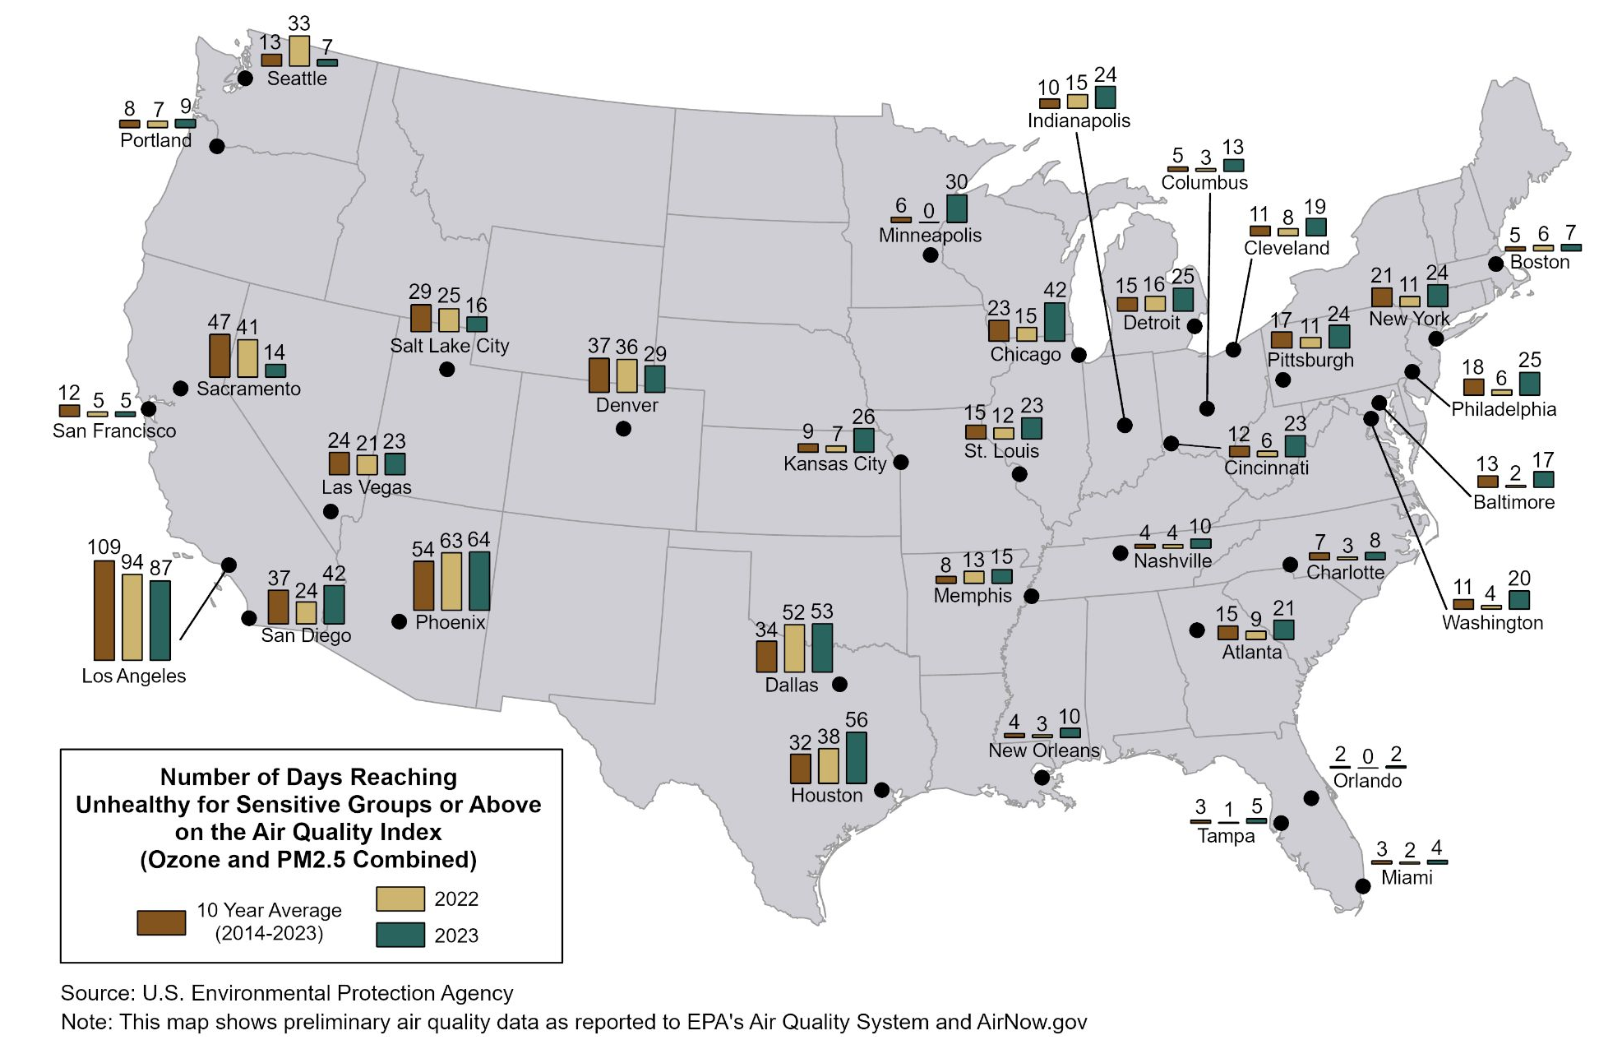 13 33 7
Seattle
8 7 9
Portland
10 15 24
Indianapolis
5 3 13
Columbus
6 0 30
Minneapolis
11 8 19
Cleveland
5 6 7
Boston
29 25 16
Salt Lake City
23 15 42
Chicago
15 16 25
Detroit
21 11 24
New York
47 41 14
Sacramento
37 36 29
Denver
17 11 24
Pittsburgh
18 6 25
Philadelphia
12 5 5
San Francisco
24 21 23
Las Vegas
9 7 26
Kansas City
15 12 23
St. Louis
12 6 23
Cincinnati
13 2 17
Baltimore
109 94 87
Los Angeles
37 24 42
San Diego
54 63 64
Phoenix
8 13 15
Memphis
4 4 10
Nashville
7 3 8
Charlotte
11 4 20
Washington
34 52 53
Dallas
15 9 21
Atlanta
32 38 56
Houston
4 3 10
New Orleans
2 0 2
Orlando
3 1 5
Tampa
3 2 4
Miami
Number of Days Reaching
Unhealthy for Sensitive Groups or Above
on the Air Quality Index
(Ozone and PM2.5 Combined)
10 Year Average
(2014-2023)
2022
2023
Source: U.S. Environmental Protection Agency
Note: This map shows preliminary air quality data as reported to EPA's Air Quality System and AirNow.gov